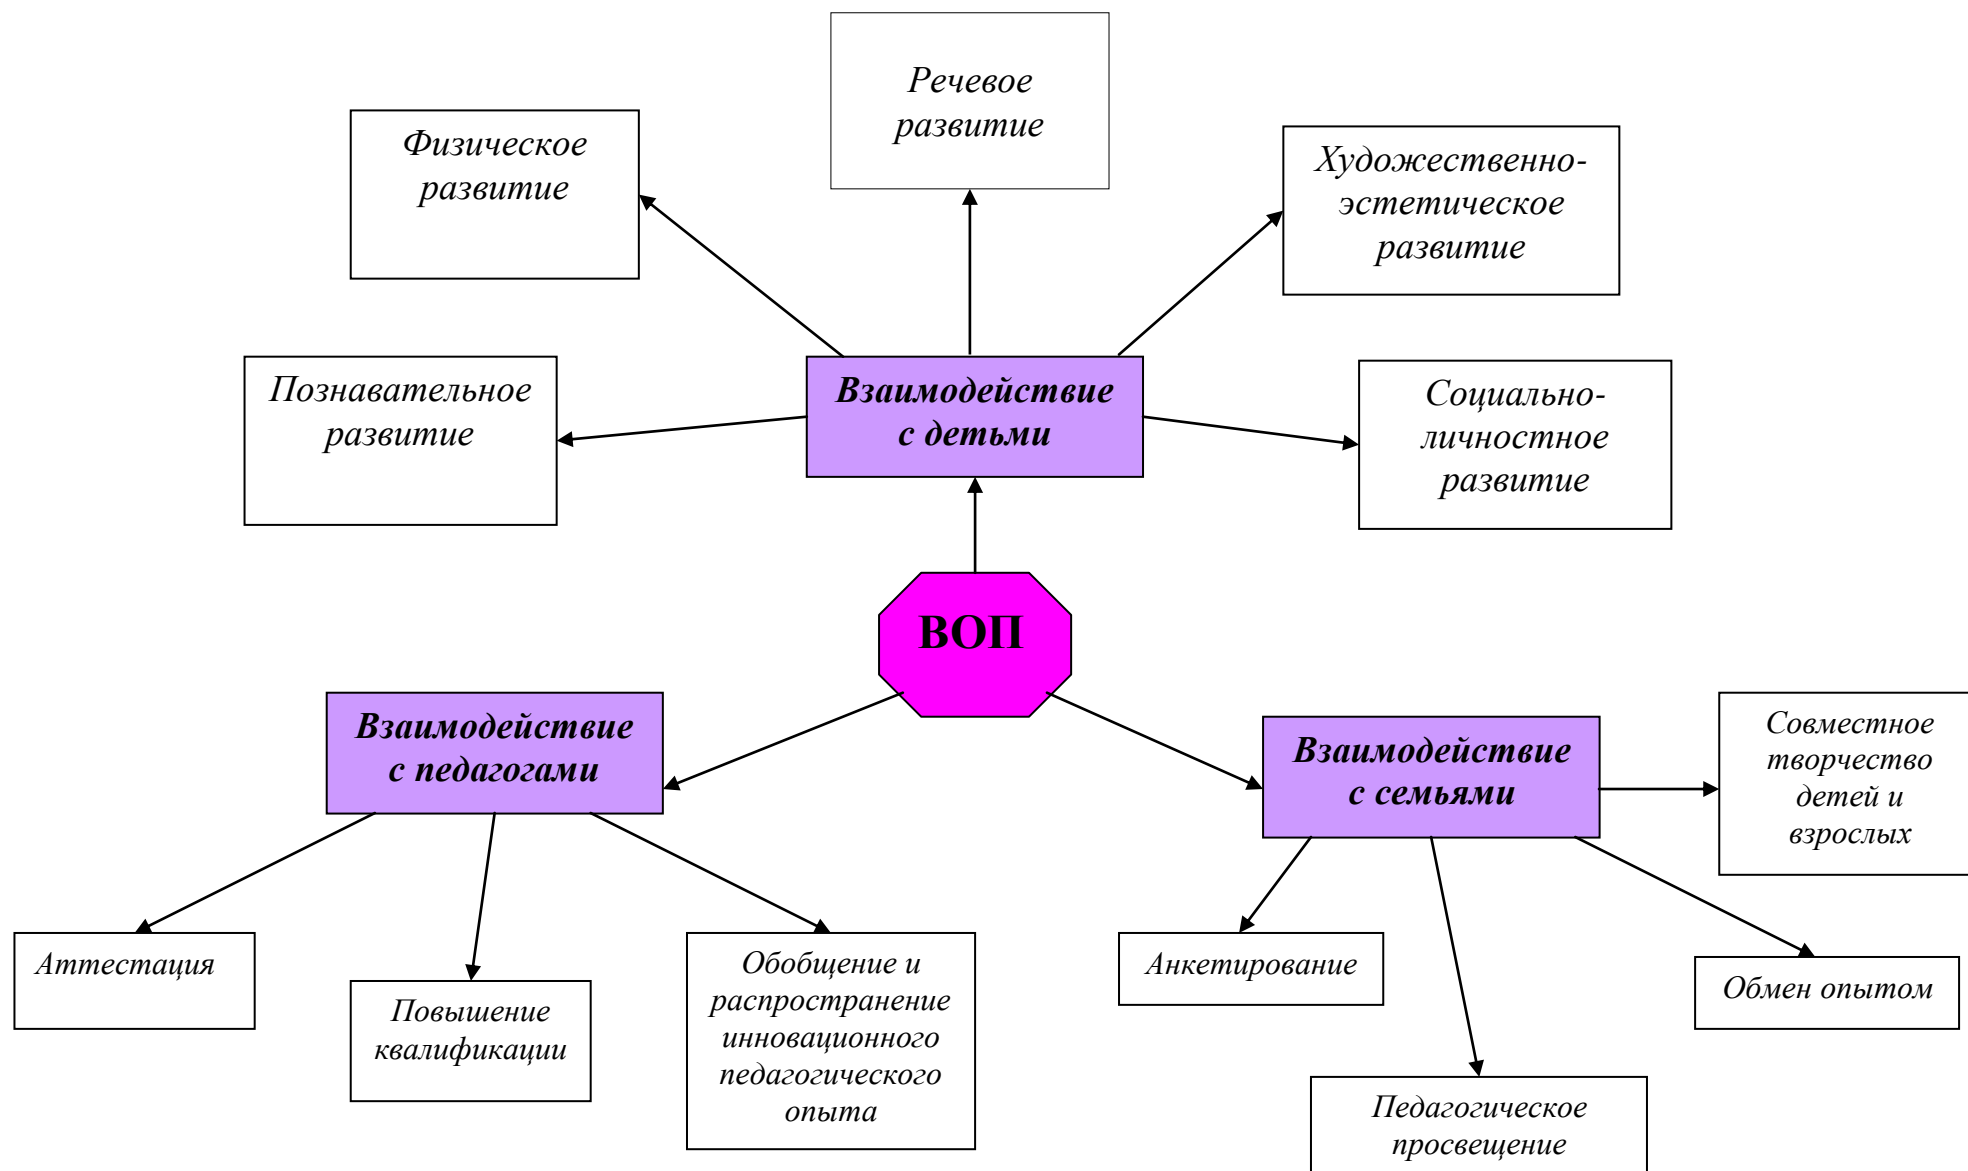 Речевое
развитие
Физическое
развитие
Художественно-
эстетическое
развитие
Познавательное
развитие
Взаимодействие
с детьми
Социально-
личностное
развитие
ВОП
Взаимодействие
с педагогами
Взаимодействие
с семьями
Совместное
творчество
детей и
взрослых
Аттестация
Повышение
квалификации
Обобщение и
распространение
инновационного
педагогического
опыта
Анкетирование
Педагогическое
просвещение
Обмен опытом